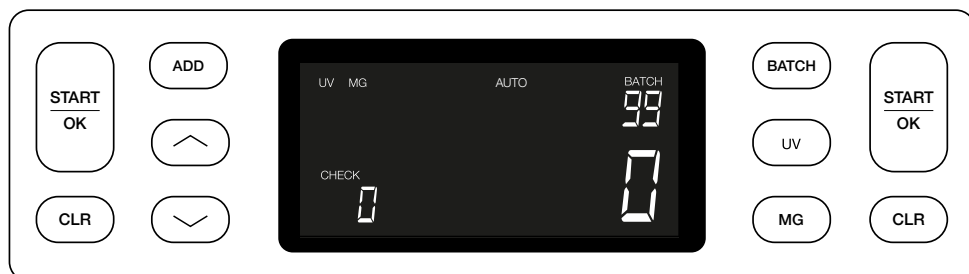 START
OK
CLR
ADD
UV MG AUTO BATCH
99
CHECK
0
0
BATCH
UV
MG
START
OK
CLR